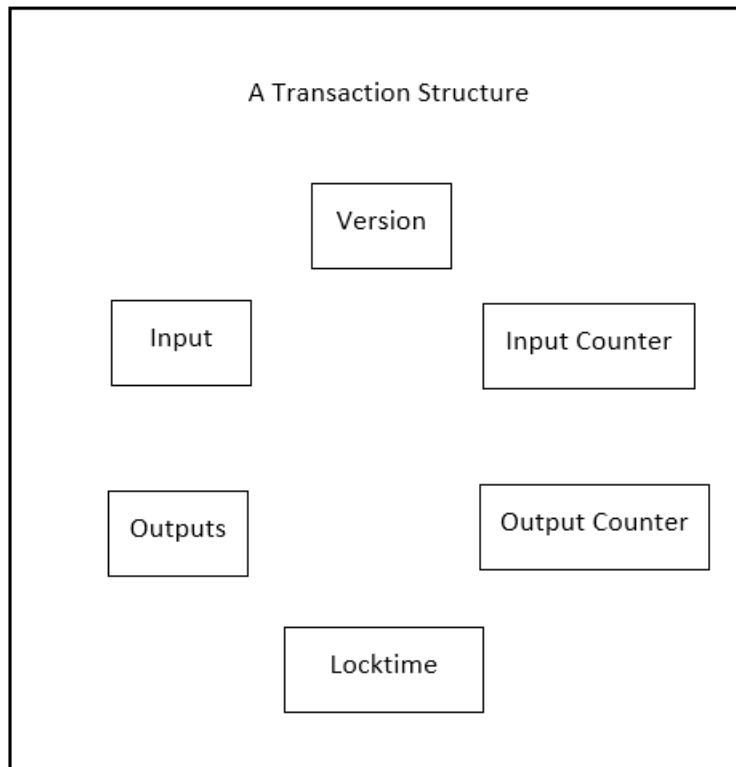 A Transaction Structure
Version
Input
Input Counter
Outputs
Output Counter
Locktime